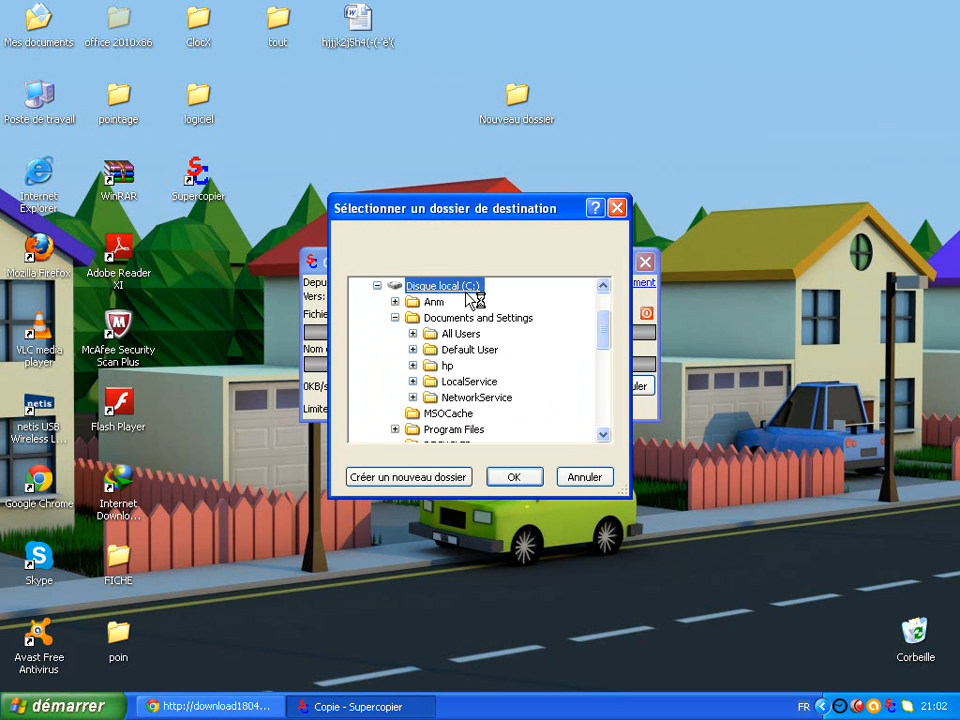 Mes documents
office 2010x86
ClocX
tout
hjjjk2j5h4(-(-'è'(
Poste de travail
pointage
logiciel
Nouveau dossier
Internet
Explorer
WinRAR
Supercopier
Mozilla Firefox
Adobe Reader
XI
VLC media
player
McAfee Security
Scan Plus
netis
netis USB
Wireless L...
Flash Player
Google Chrome
Internet
Downlo...
Skype
FICHE
Avast Free
Antivirus
poin
Corbeille
Sélectionner un dossier de destination
Disque local (C:)
Anm
Documents and Settings
All Users
Default User
hp
LocalService
NetworkService
MSOCache
Program Files
Créer un nouveau dossier
OK
Annuler
Depu
Vers:
Fichie
Nom
0KB/s
Limite
ment
uler
démarrer
http://download1804...
Copie - Supercopier
FR
21:02